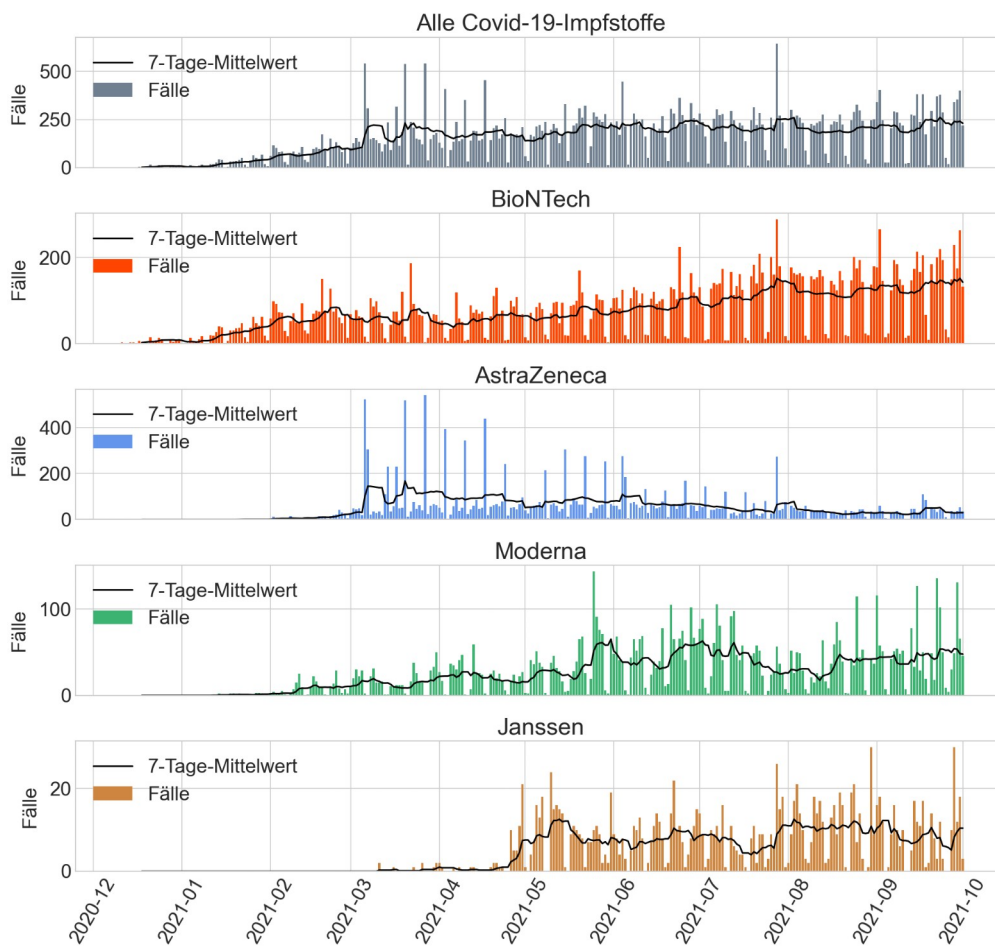 Alle Covid-19-Impfstoffe
Fälle
500
250
0
7-Tage-Mittelwert
Fälle
BioNTech
Fälle
200
100
0
7-Tage-Mittelwert
Fälle
AstraZeneca
Fälle
400
200
0
7-Tage-Mittelwert
Fälle
Moderna
Fälle
100
50
0
7-Tage-Mittelwert
Fälle
Janssen
Fälle
20
10
0
7-Tage-Mittelwert
Fälle
2020-12
2021-01
2021-02
2021-03
2021-04
2021-05
2021-06
2021-07
2021-08
2021-09
2021-10